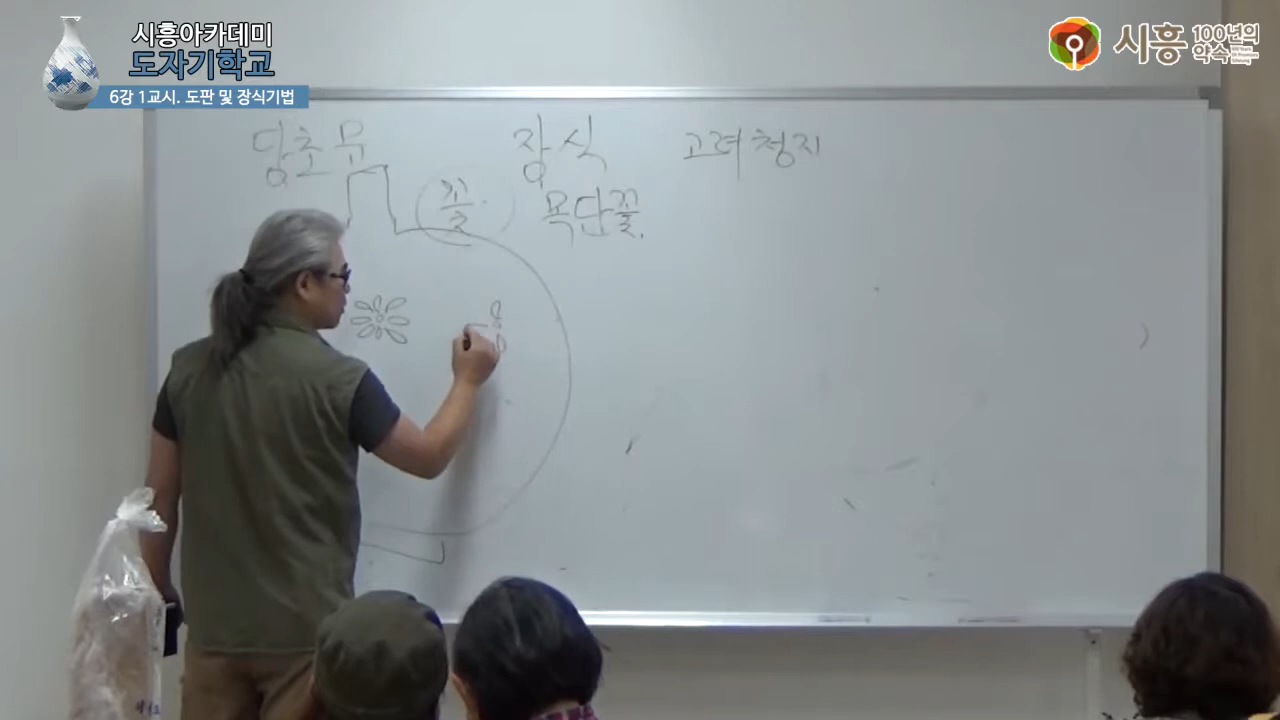 시흥아카데미
도자기학교
6강 1교시. 도판 및 장식기법
시흥 100년의
약속
당초문 장식 고려청자
꽃 목단꽃.